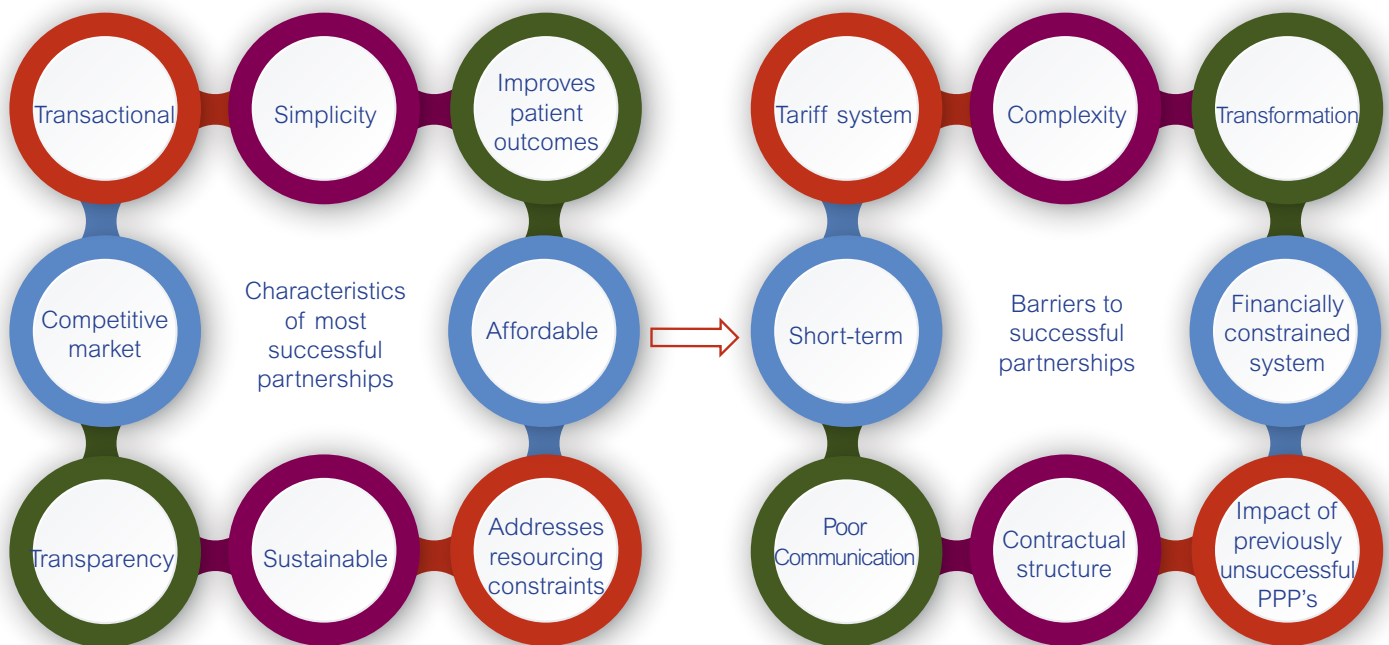 Transactional
Simplicity
Improves
patient
outcomes
Competitive
market
Characteristics
of most
successful
partnerships
Affordable
Transparency
Sustainable
Addresses
resourcing
constraints
Tariff system
Complexity
Transformation
Short-term
Barriers to
successful
partnerships
Financially
constrained
system
Poor
Communication
Contractual
structure
Impact of
previously
unsuccessful
PPP's